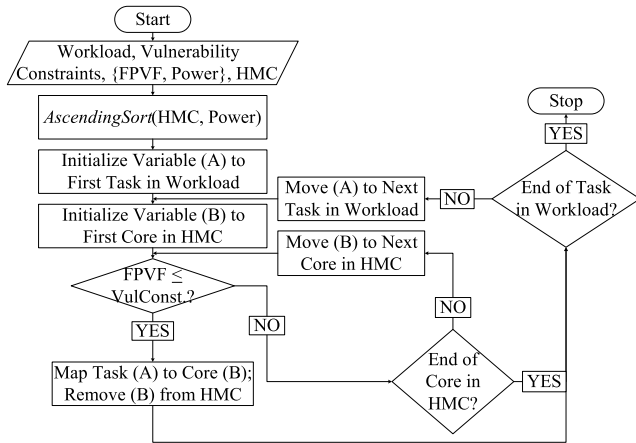 Start
Workload, Vulnerability
Constraints, {FPVF, Power}, HMC
AscendingSort(HMC, Power)
Initialize Variable (A) to
First Task in Workload
Initialize Variable (B) to
First Core in HMC
FPVF ≤
VulConst.?
YES
NO
Map Task (A) to Core (B);
Remove (B) from HMC
Move (A) to Next
Task in Workload
Move (B) to Next
Core in HMC
NO
End of
Core in
HMC?
YES
NO
End of Task
in Workload?
YES
Stop